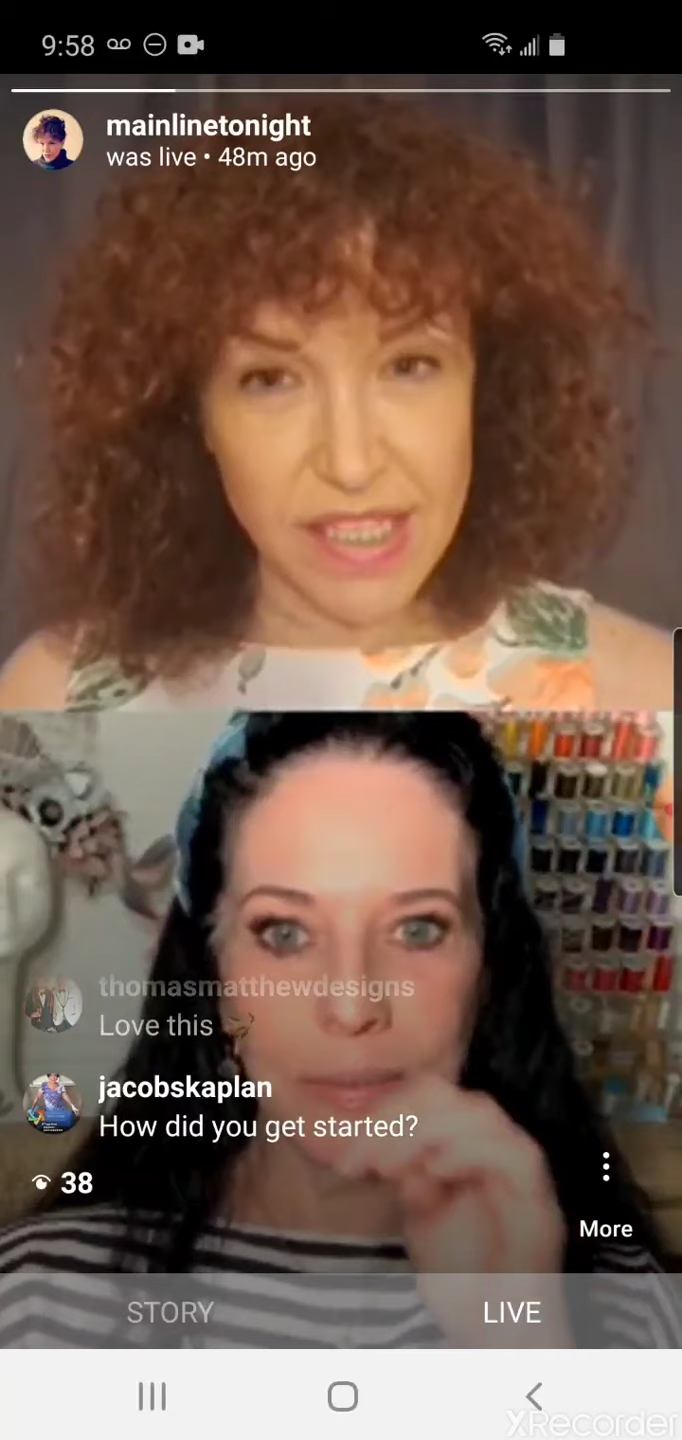 9:58
mainlinetonight
was live • 48m ago
thomasmatthewdesigns
Love this
jacobskaplan
How did you get started?
38
More
STORY
LIVE
XRecorder